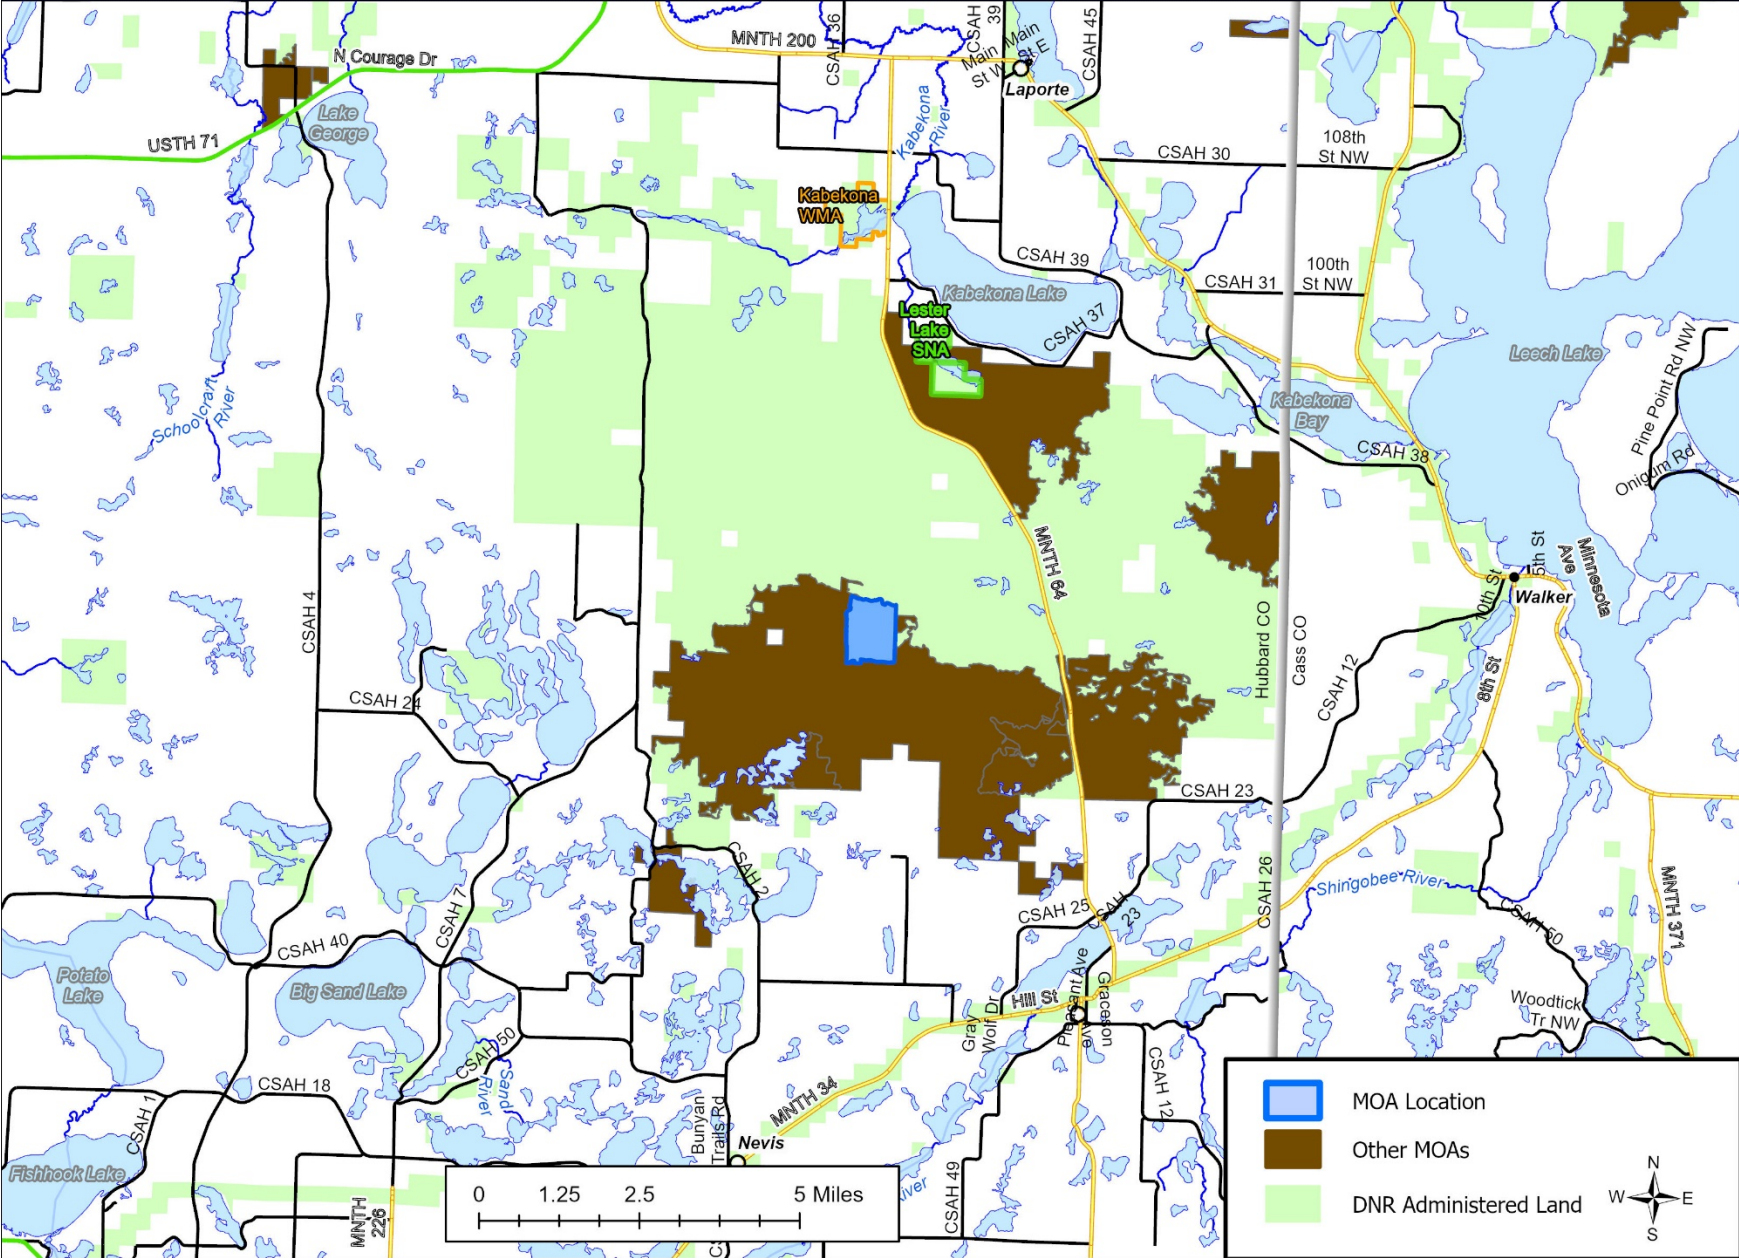 MNTH 200
CSAH 36
CSAH
39
Main Main
St W St E
CSAH 45
Laporte
N Courage Dr
Lake
George
USTH 71
Kabekona
River
CSAH 30
108th
St NW
Kabekona
WMA
CSAH 39
CSAH 31
100th
St NW
Kabekona Lake
Lester
Lake
SNA
CSAH 37
Leech Lake
Pine Point Rd NW
Schoolcraft
River
Kabekona
Bay
CSAH 38
Onigum Rd
MNTH 64
5th St
Minnesota
Ave
10th St
Walker
CSAH 4
Hubbard CO
Cass CO
CSAH 12
8th St
CSAH 24
CSAH 23
CSAH 2
CSAH 26
Shingobee River
MNTH 371
CSAH 7
CSAH 25
CSAH
23
CSAH 50
CSAH 40
Potato
Lake
Big Sand Lake
Pleasant Ave
Graceson
Ave
Hill St
Gray
Wolf Dr
Woodtick
Tr NW
CSAH 50
Sand
River
CSAH 18
CSAH 12
MNTH 34
CSAH 1
Bunyan
Trails Rd
Nevis
Fishhook Lake
MNTH
226
CSAH 49
iver
0 1.25 2.5 5 Miles
MOA Location
Other MOAs
DNR Administered Land
N
W E
S